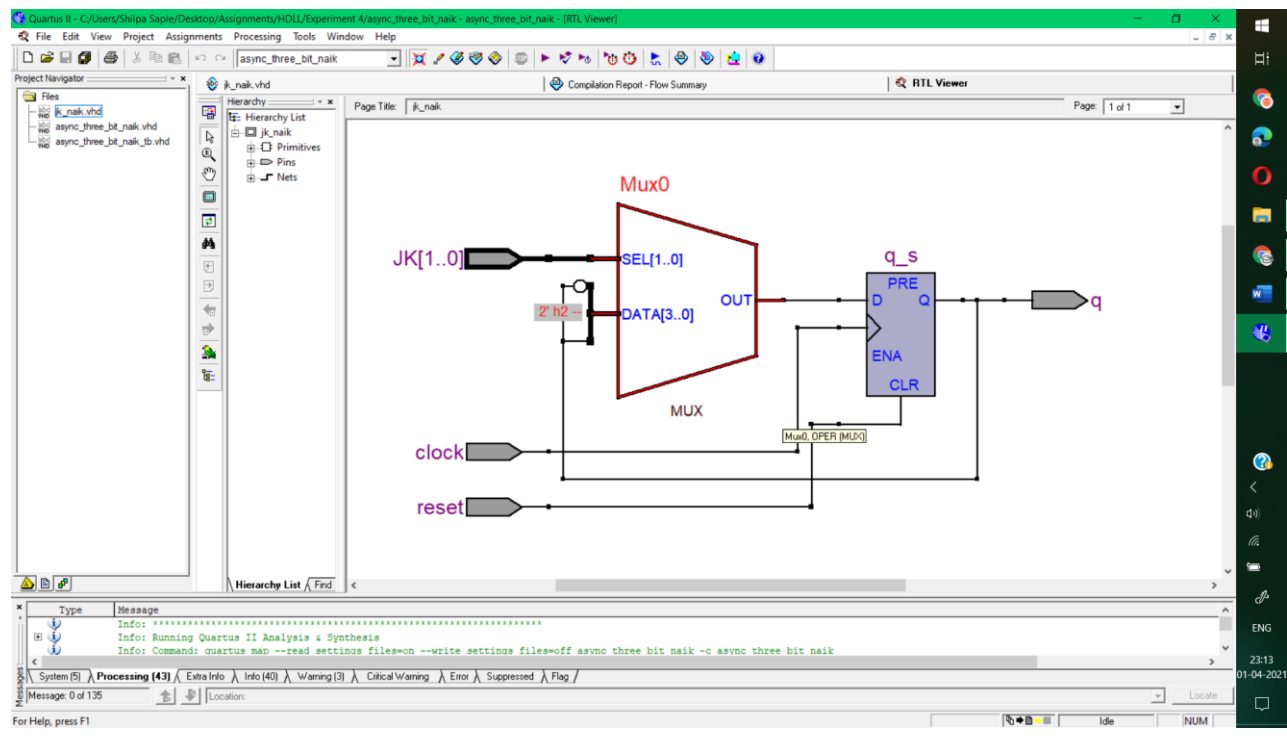 Quartus II - C:/Users/Shilpa Saple/Desktop/Assignments/HDLL/Experiment 4/async_three_bit_naik - async_three_bit_naik - [RTL Viewer]
File Edit View Project Assignments Processing Tools Window Help
async_three_bit_naik
Project Navigator
Files
jk_naik.vhd
async_three_bit_naik.vhd
async_three_bit_naik_tb.vhd
jk_naik.vhd
Compilation Report - Flow Summary
RTL Viewer
Hierarchy
Hierarchy List
jk_naik
Primitives
Pins
Nets
Page Title: jk_naik
Page: 1 of 1
Mux0
JK[1..0]
SEL[1..0]
2' h2 --
DATA[3..0]
OUT
MUX
q_s
PRE
D Q
ENA
CLR
q
Mux0, OPER (MUX)
clock
reset
Hierarchy List Find
Type Message
Info: *******************************************************************
Info: Running Quartus II Analysis & Synthesis
Info: Command: quartus_map --read_settings_files=on --write_settings_files=off async_three_bit_naik -c async_three_bit_naik
System (5) Processing (43) Extra Info Info (40) Warning (3) Critical Warning Error Suppressed Flag
Messages
Message: 0 of 135
Location:
Locate
For Help, press F1
Idle
NUM
ENG
23:13
01-04-2021